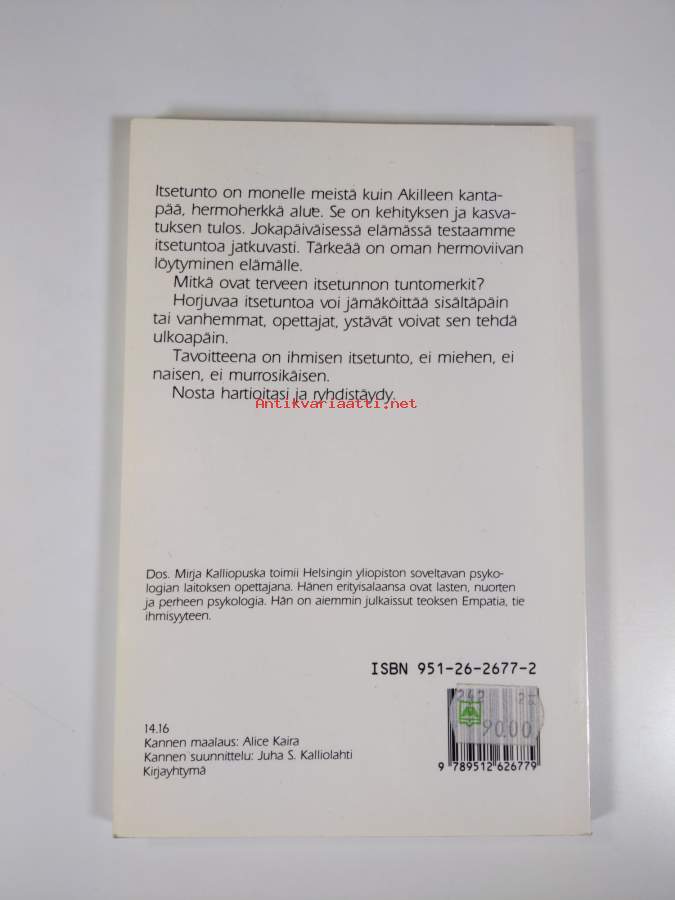 Itsetunto on monelle meistä kuin Akilleen kanta-
pää, hermoherkkä alue. Se on kehityksen ja kasva-
tuksen tulos. Jokapäiväisessä elämässä testaamme
itsetuntoa jatkuvasti. Tärkeää on oman hermoviivan
löytyminen elämälle.
Mitkä ovat terveen itsetunnon tuntomerkit?
Horjuvaa itsetuntoa voi jämäköittää sisältäpäin
tai vanhemmat, opettajat, ystävät voivat sen tehdä
ulkoapäin.
Tavoitteena on ihmisen itsetunto, ei miehen, ei
naisen, ei murrosikäisen.
Nosta hartioitasi ja ryhdistäydy.
Antikvariaatti.net
Dos. Mirja Kalliopuska toimii Helsingin yliopiston soveltavan psyko-
logian laitoksen opettajana. Hänen erityisalaansa ovat lasten, nuorten
ja perheen psykologia. Hän on aiemmin julkaissut teoksen Empatia, tie
ihmisyyteen.
ISBN 951-26-2677-2
242
90.00
9 789512 626779
14.16
Kannen maalaus: Alice Kaira
Kannen suunnittelu: Juha S. Kalliolahti
Kirjayhtymä